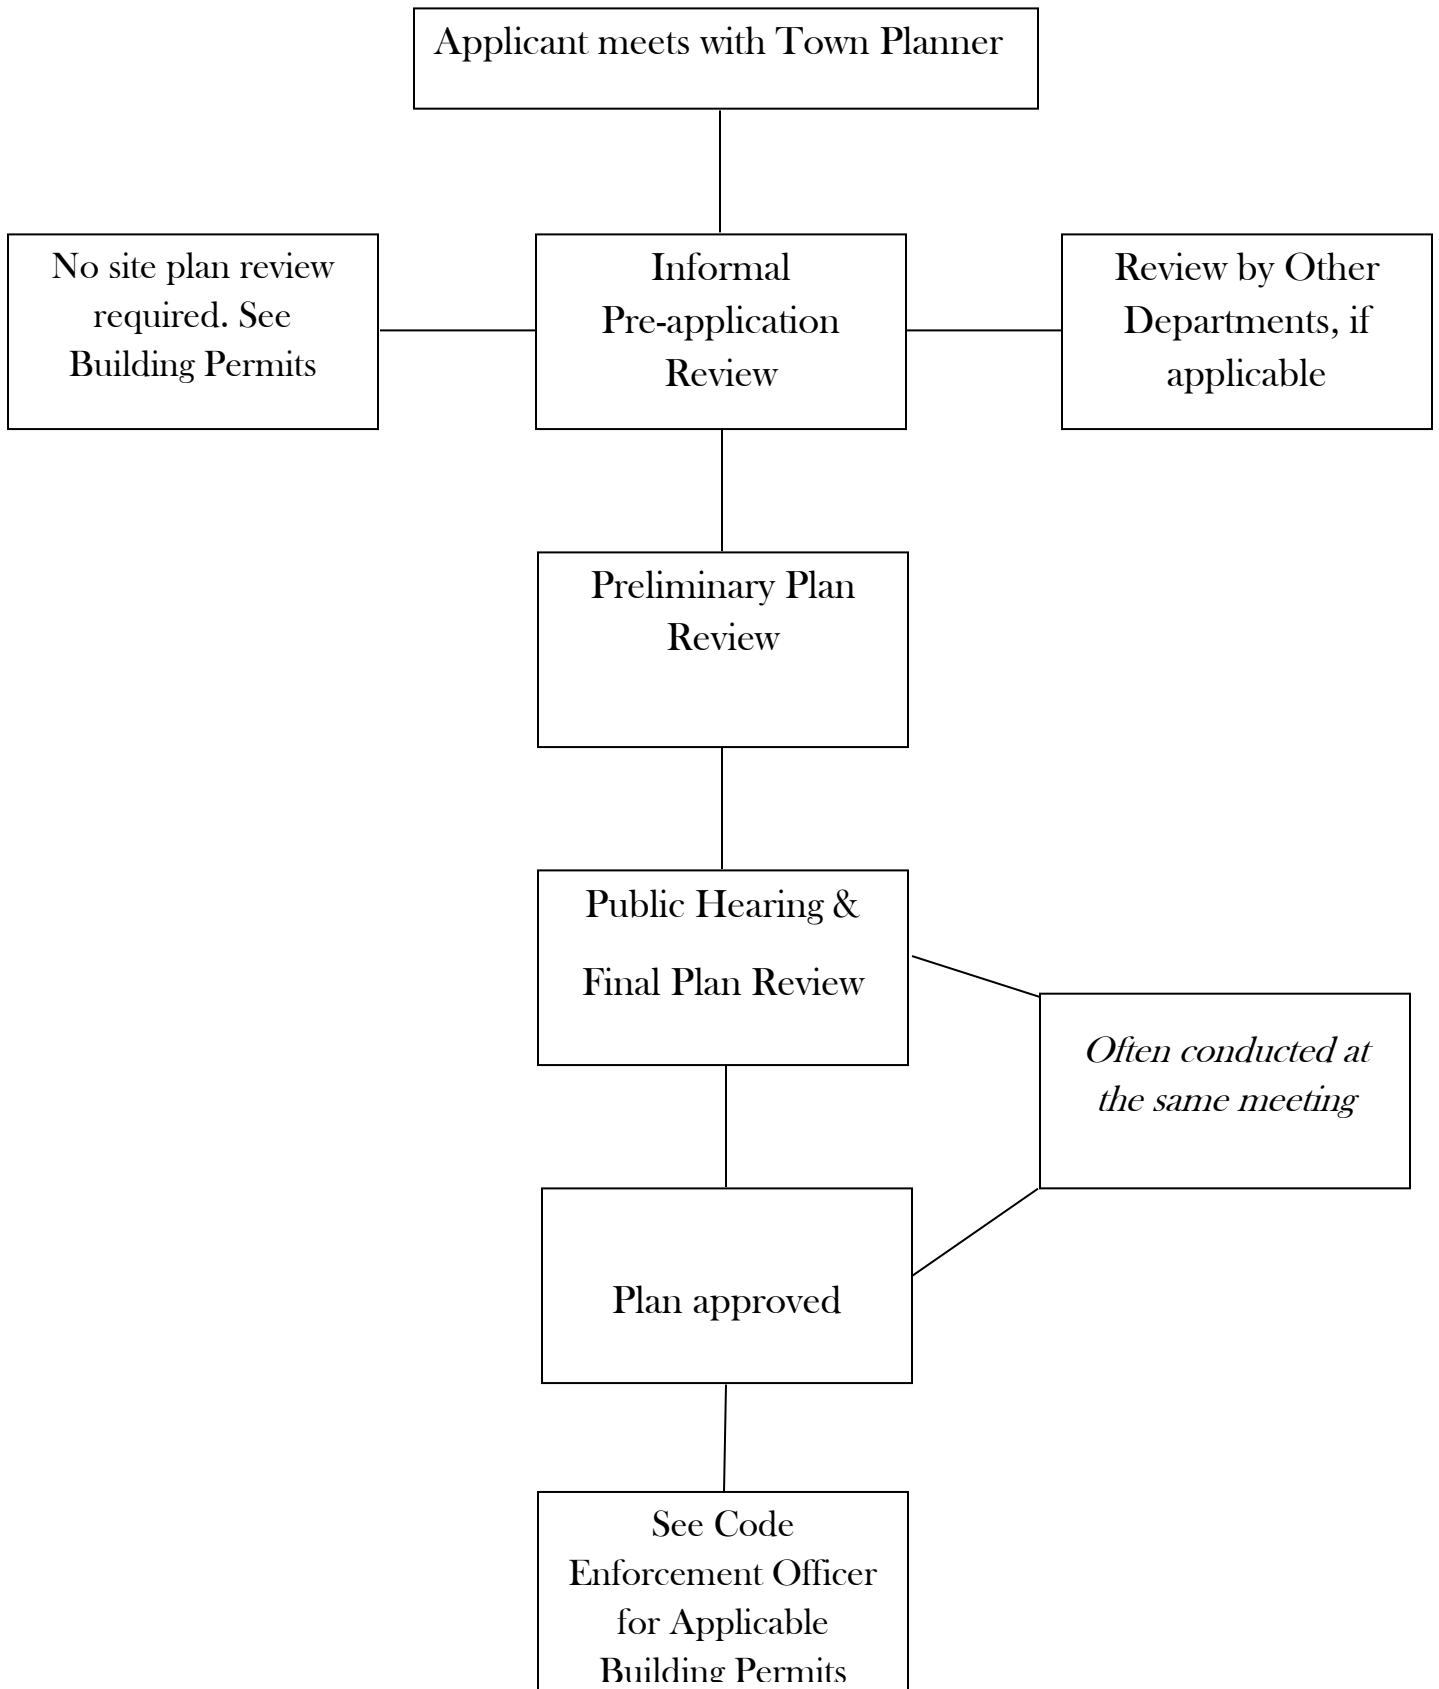 Applicant meets with Town Planner
No site plan review
required. See
Building Permits
Informal
Pre-application
Review
Review by Other
Departments, if
applicable
Preliminary Plan
Review
Public Hearing &
Final Plan Review
Often conducted at
the same meeting
Plan approved
See Code
Enforcement Officer
for Applicable
Building Permits